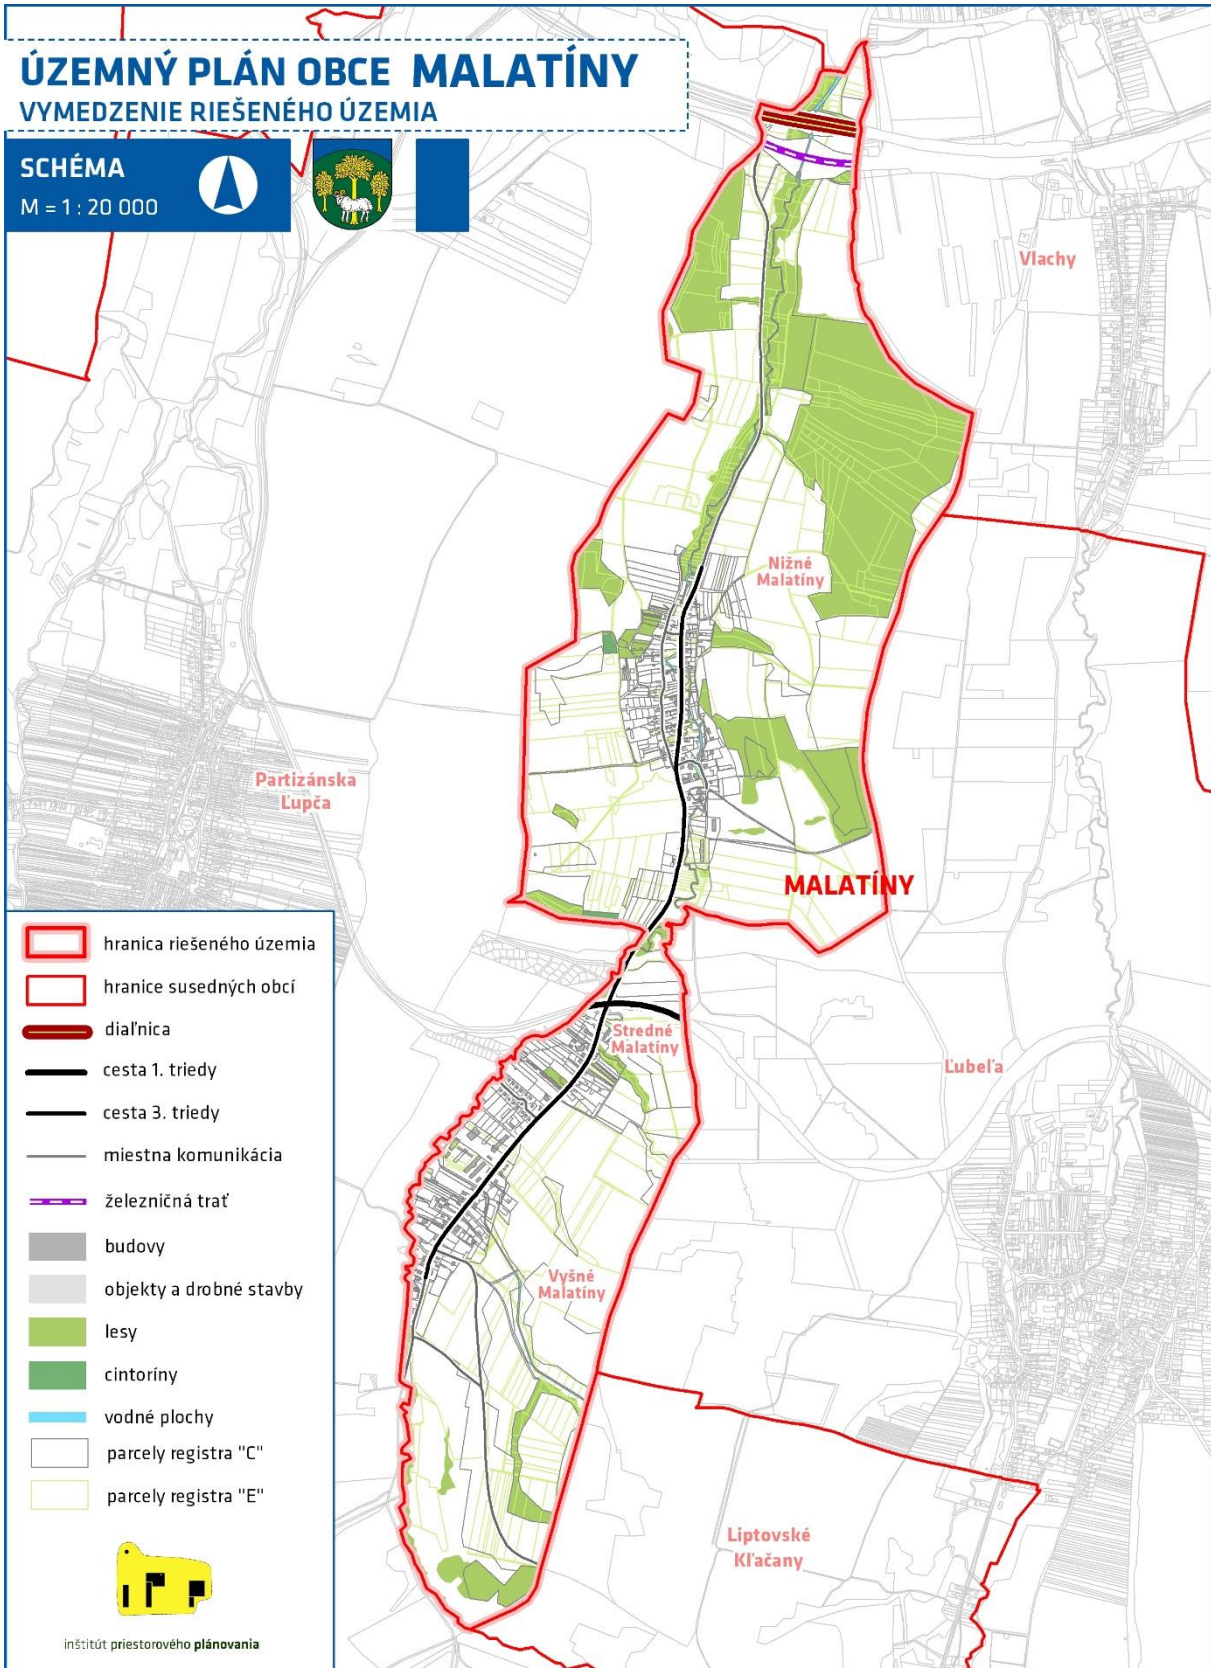 ÚZEMNÝ PLÁN OBCE MALATÍNY
VYMEDZENIE RIEŠENÉHO ÚZEMIA
SCHÉMA
M = 1 : 20 000
Vlachy
Nižné
Malatíny
Partizánska
Ľupča
MALATÍNY
Stredné
Malatíny
Ľubeľa
Vyšné
Malatíny
Liptovské
Kľačany
hranica riešeného územia
hranice susedných obcí
diaľnica
cesta 1. triedy
cesta 3. triedy
miestna komunikácia
železničná trať
budovy
objekty a drobné stavby
lesy
cintoríny
vodné plochy
parcely registra "C"
parcely registra "E"
inštitút priestorového plánovania